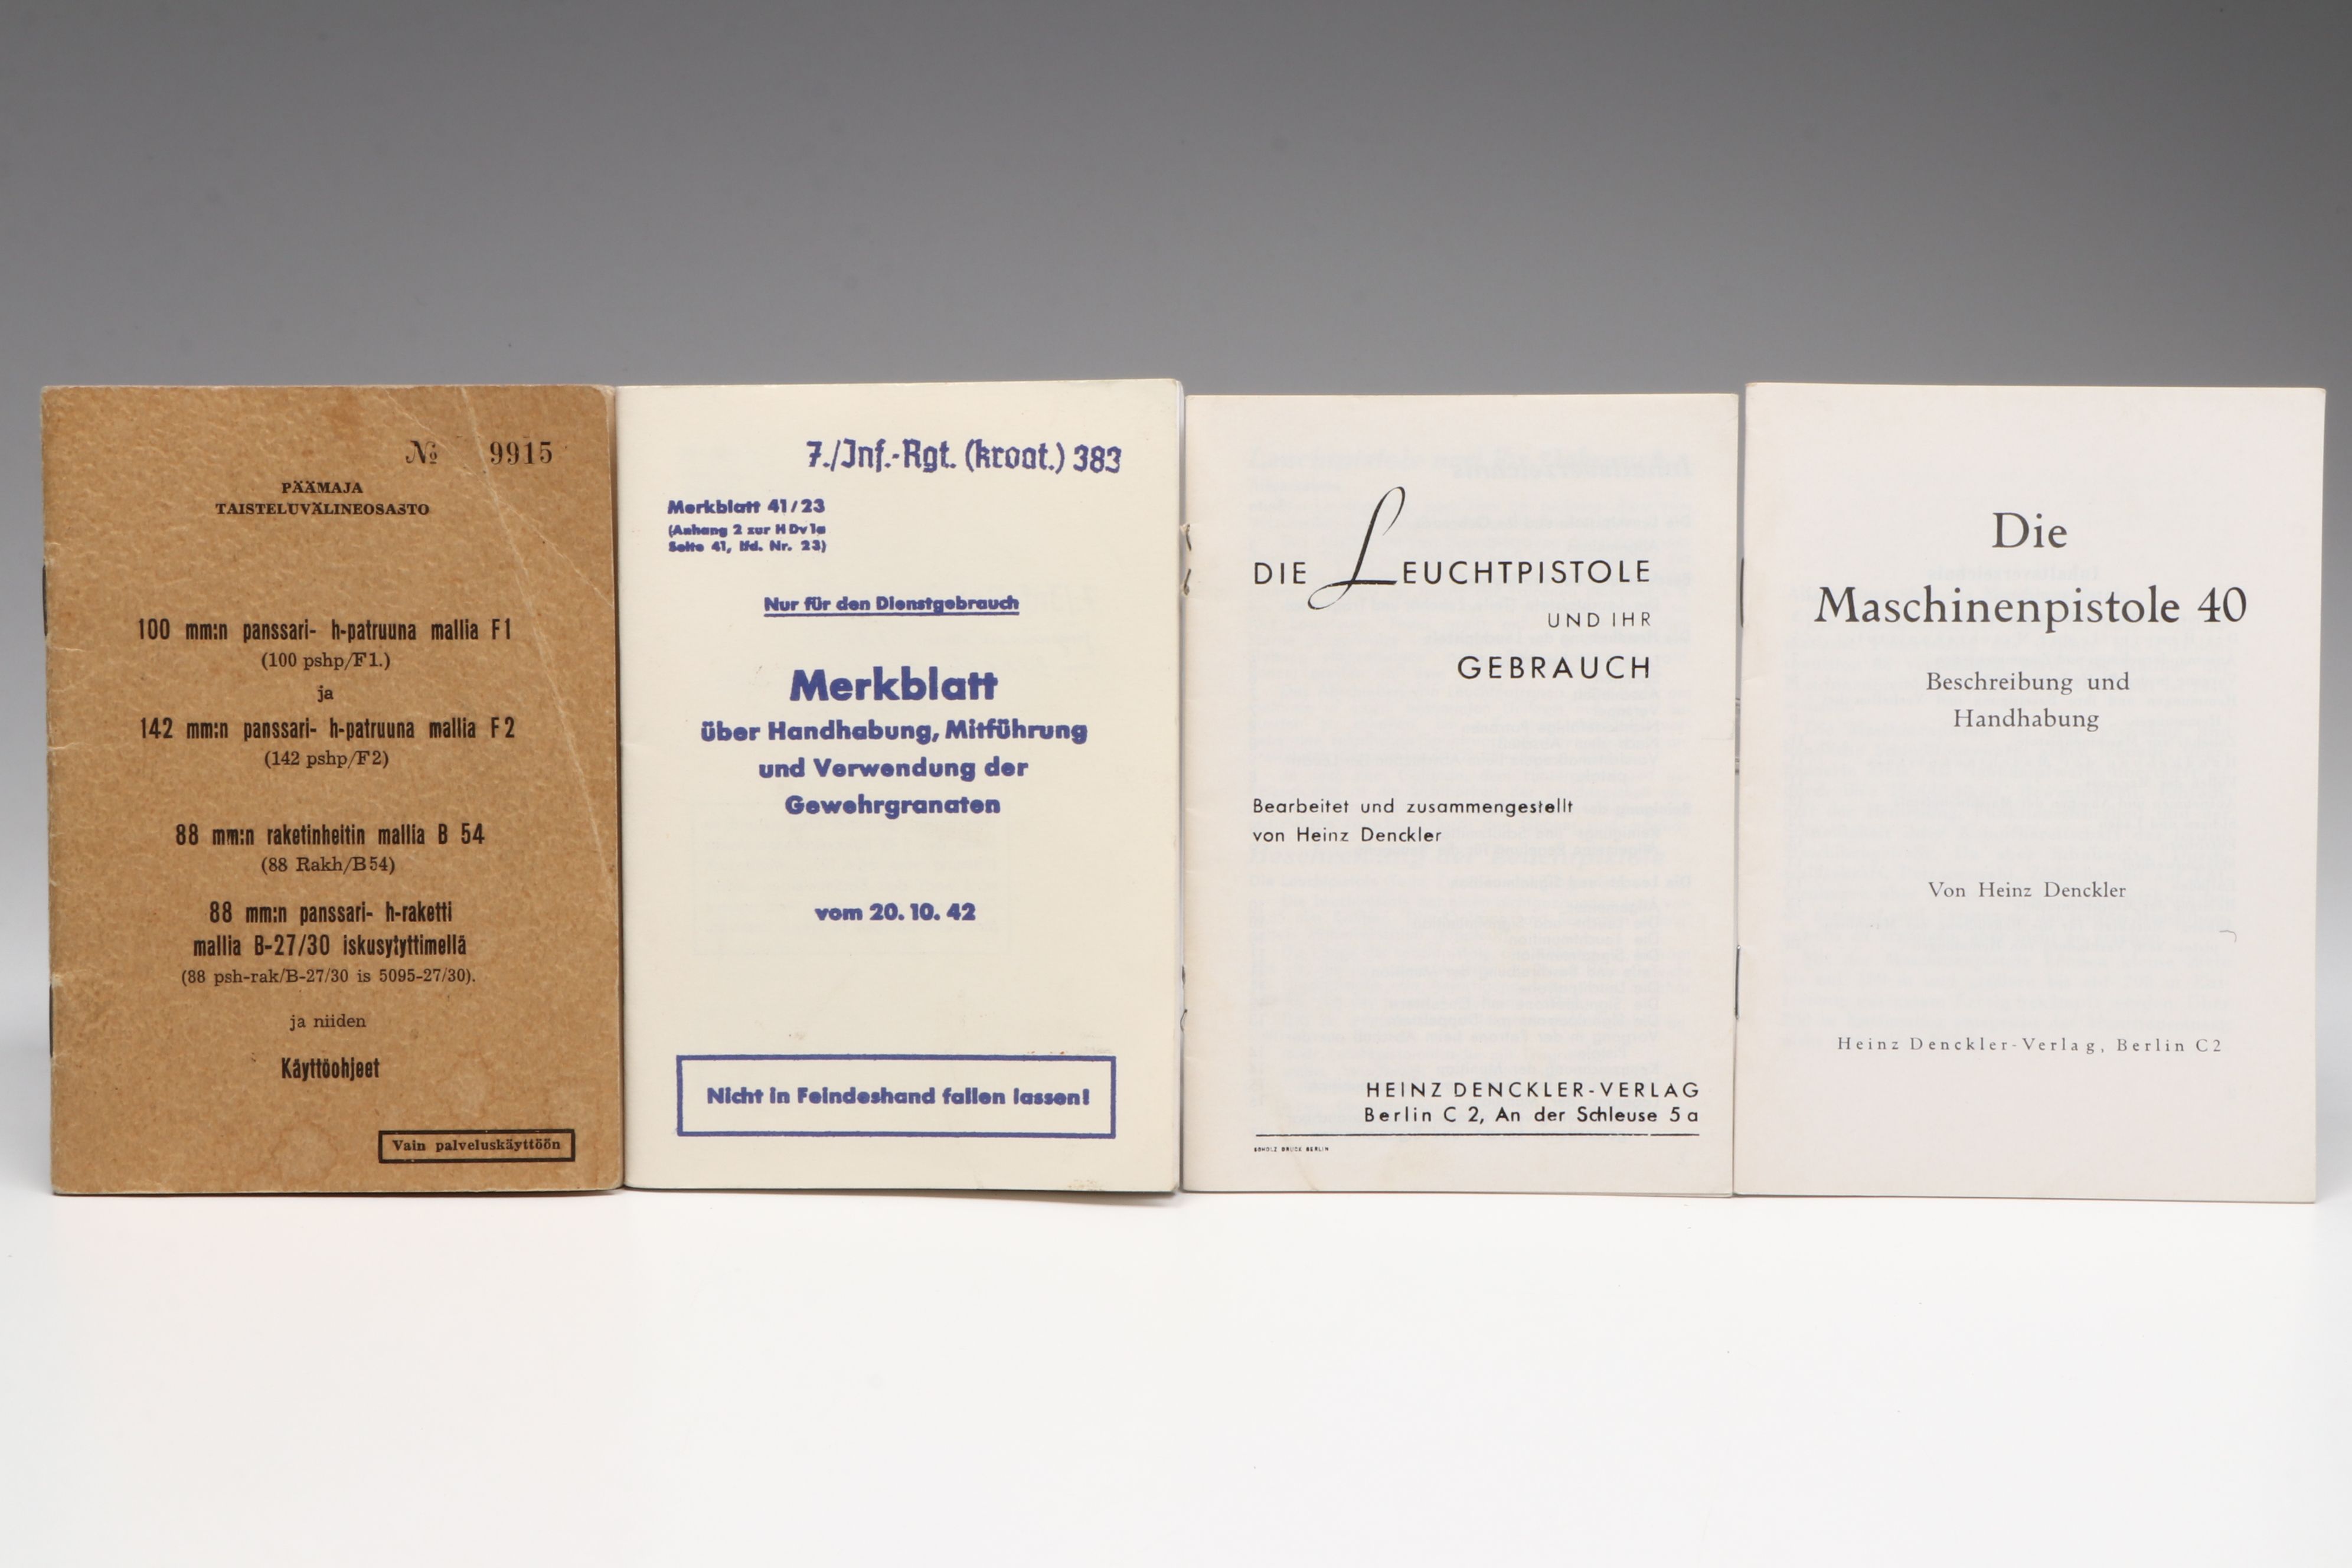 № 9915
PÄÄMAJA
TAISTELUVÄLINEOSASTO
100 mm:n panssari- h-patruuna mallia F1
(100 pshp/F1.)
ja
142 mm:n panssari- h-patruuna mallia F2
(142 pshp/F2)
88 mm:n raketinheitin mallia B 54
(88 Rakh/B54)
88 mm:n panssari- h-raketti
mallia B-27/30 iskusytyttimellä
(88 psh-rak/B-27/30 is 5095-27/30).
ja niiden
Käyttöohjeet
Vain palveluskäyttöön
7./Inf.-Rgt. (kroat.) 383
Merkblatt 41/23
(Anhang 2 zur H Dv 1a
Seite 41, lfd. Nr. 23)
Nur für den Dienstgebrauch
Merkblatt
über Handhabung, Mitführung
und Verwendung der
Gewehrgranaten
vom 20. 10. 42
Nicht in Feindeshand fallen lassen!
DIE LEUCHTPISTOLE
UND IHR
GEBRAUCH
Bearbeitet und zusammengestellt
von Heinz Denckler
HEINZ DENCKLER-VERLAG
Berlin C 2, An der Schleuse 5a
DRUCK BERLIN
Die
Maschinenpistole 40
Beschreibung und
Handhabung
Von Heinz Denckler
Heinz Denckler-Verlag, Berlin C2